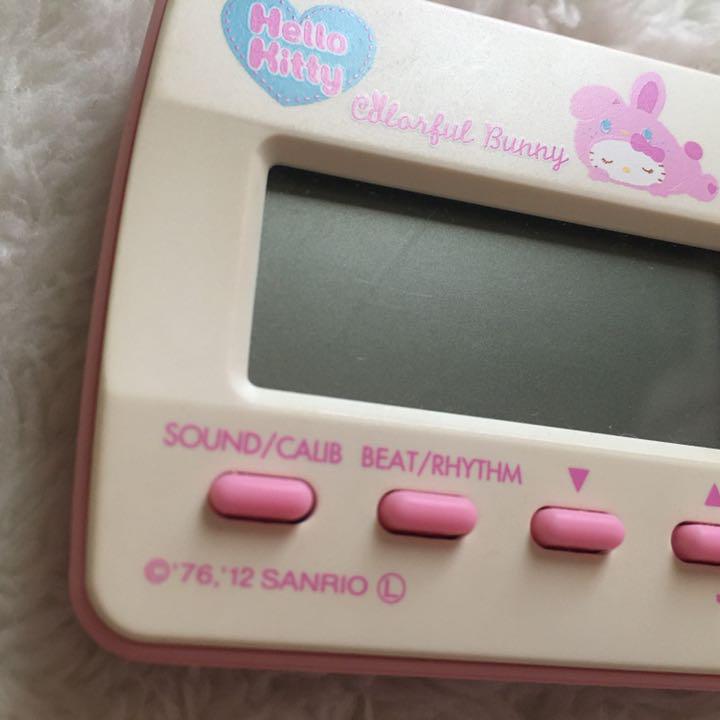 Hello
Kitty
Colorful Bunny
SOUND/CALIB BEAT/RHYTHM ▼ ▲
©'76,'12 SANRIO Ⓛ